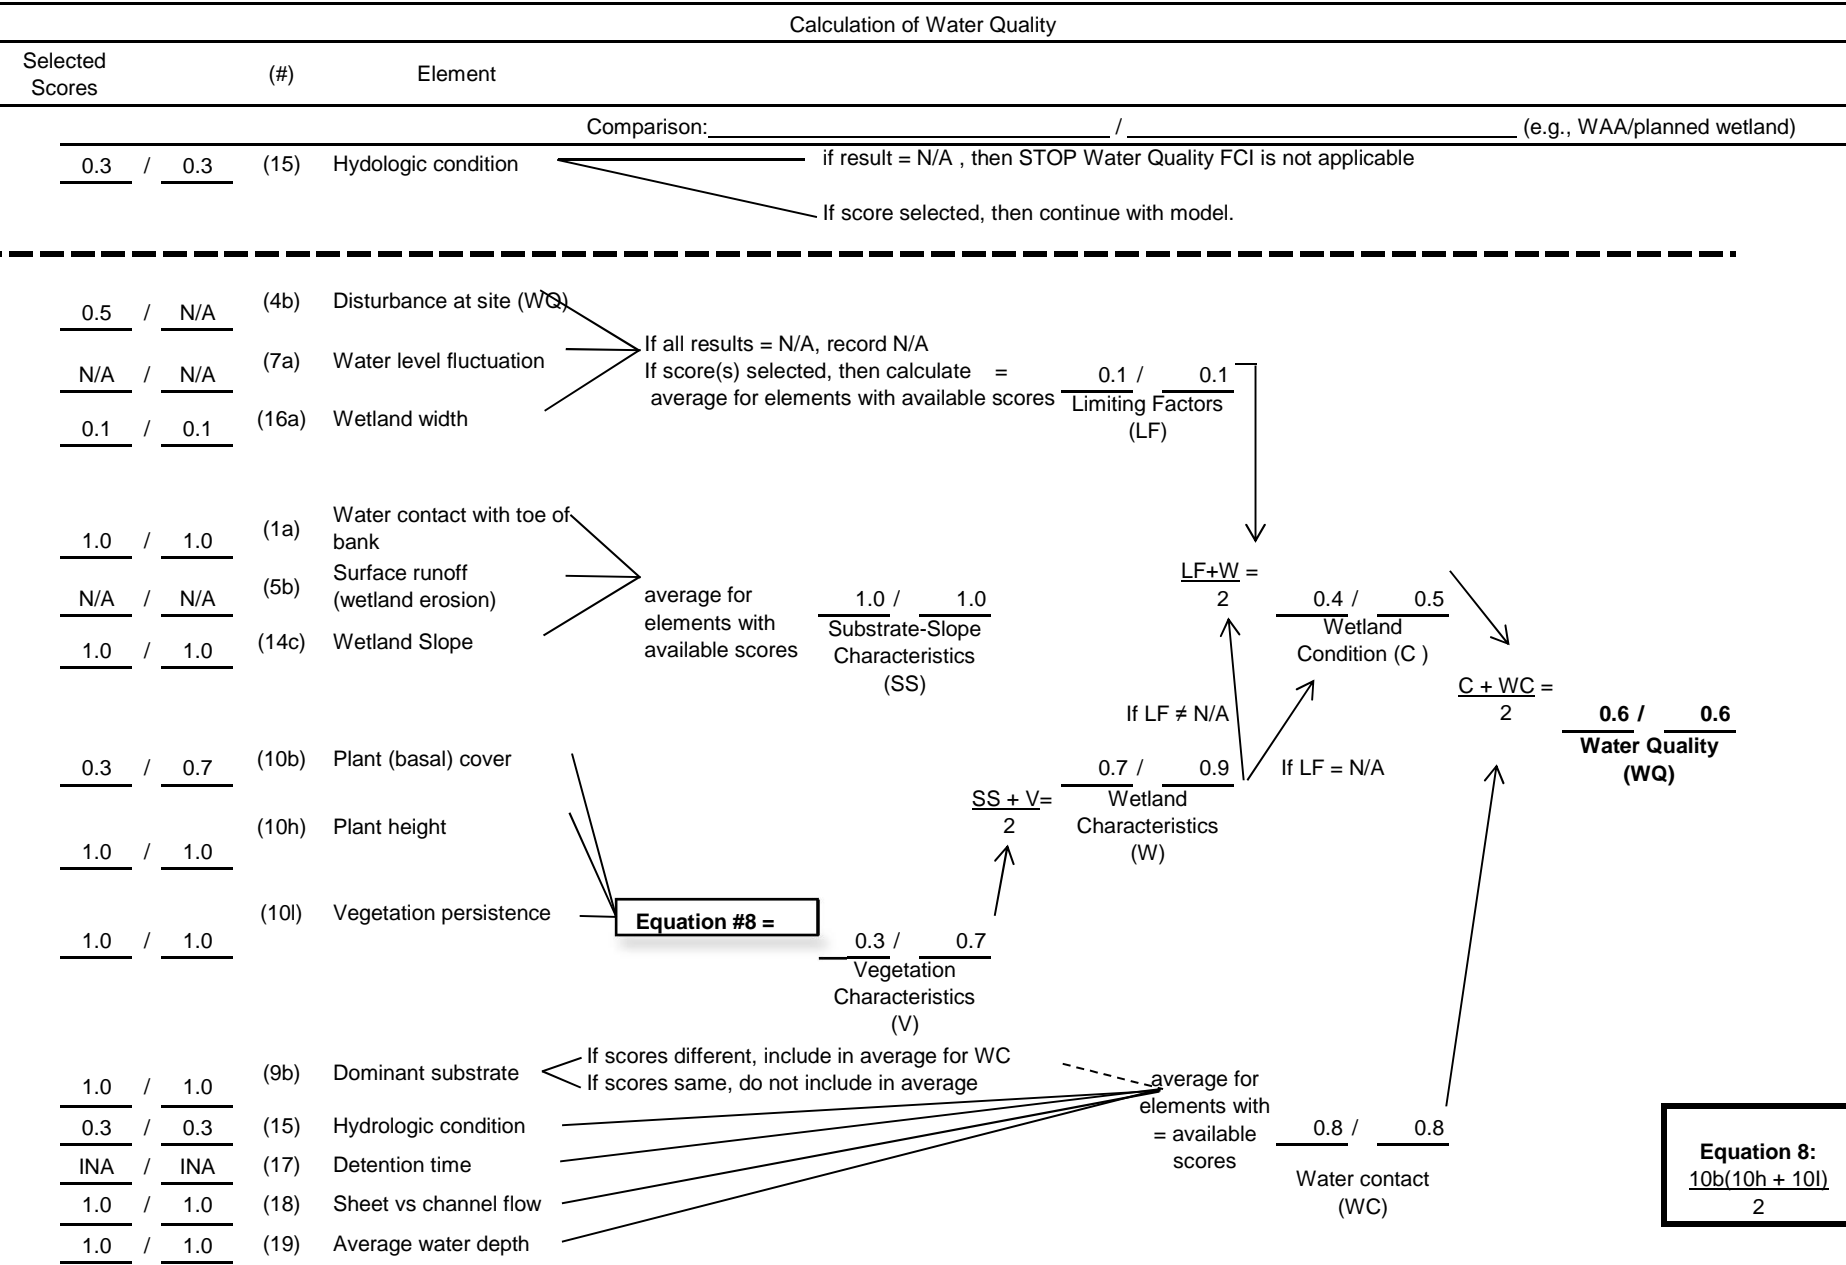 Calculation of Water Quality
Selected
Scores
(#)
Element
Comparison: / (e.g., WAA/planned wetland)
0.3 / 0.3 (15) Hydologic condition
if result = N/A , then STOP Water Quality FCI is not applicable
If score selected, then continue with model.
0.5 / N/A (4b) Disturbance at site (WQ)
N/A / N/A (7a) Water level fluctuation
0.1 / 0.1 (16a) Wetland width
If all results = N/A, record N/A
If score(s) selected, then calculate =
average for elements with available scores
0.1 / 0.1
Limiting Factors
(LF)
1.0 / 1.0 (1a) Water contact with toe of
bank
N/A / N/A (5b) Surface runoff
(wetland erosion)
1.0 / 1.0 (14c) Wetland Slope
average for
elements with
available scores
1.0 / 1.0
Substrate-Slope
Characteristics
(SS)
LF+W =
2
0.4 / 0.5
Wetland
Condition (C )
C + WC =
2
0.6 / 0.6
Water Quality
(WQ)
If LF ≠ N/A
If LF = N/A
0.3 / 0.7 (10b) Plant (basal) cover
1.0 / 1.0 (10h) Plant height
1.0 / 1.0 (10l) Vegetation persistence
SS + V=
2
0.7 / 0.9
Wetland
Characteristics
(W)
Equation #8 =
0.3 / 0.7
Vegetation
Characteristics
(V)
1.0 / 1.0 (9b) Dominant substrate
If scores different, include in average for WC
If scores same, do not include in average
0.3 / 0.3 (15) Hydrologic condition
INA / INA (17) Detention time
1.0 / 1.0 (18) Sheet vs channel flow
1.0 / 1.0 (19) Average water depth
average for
elements with
= available
scores
0.8 / 0.8
Water contact
(WC)
Equation 8:
10b(10h + 10l)
2